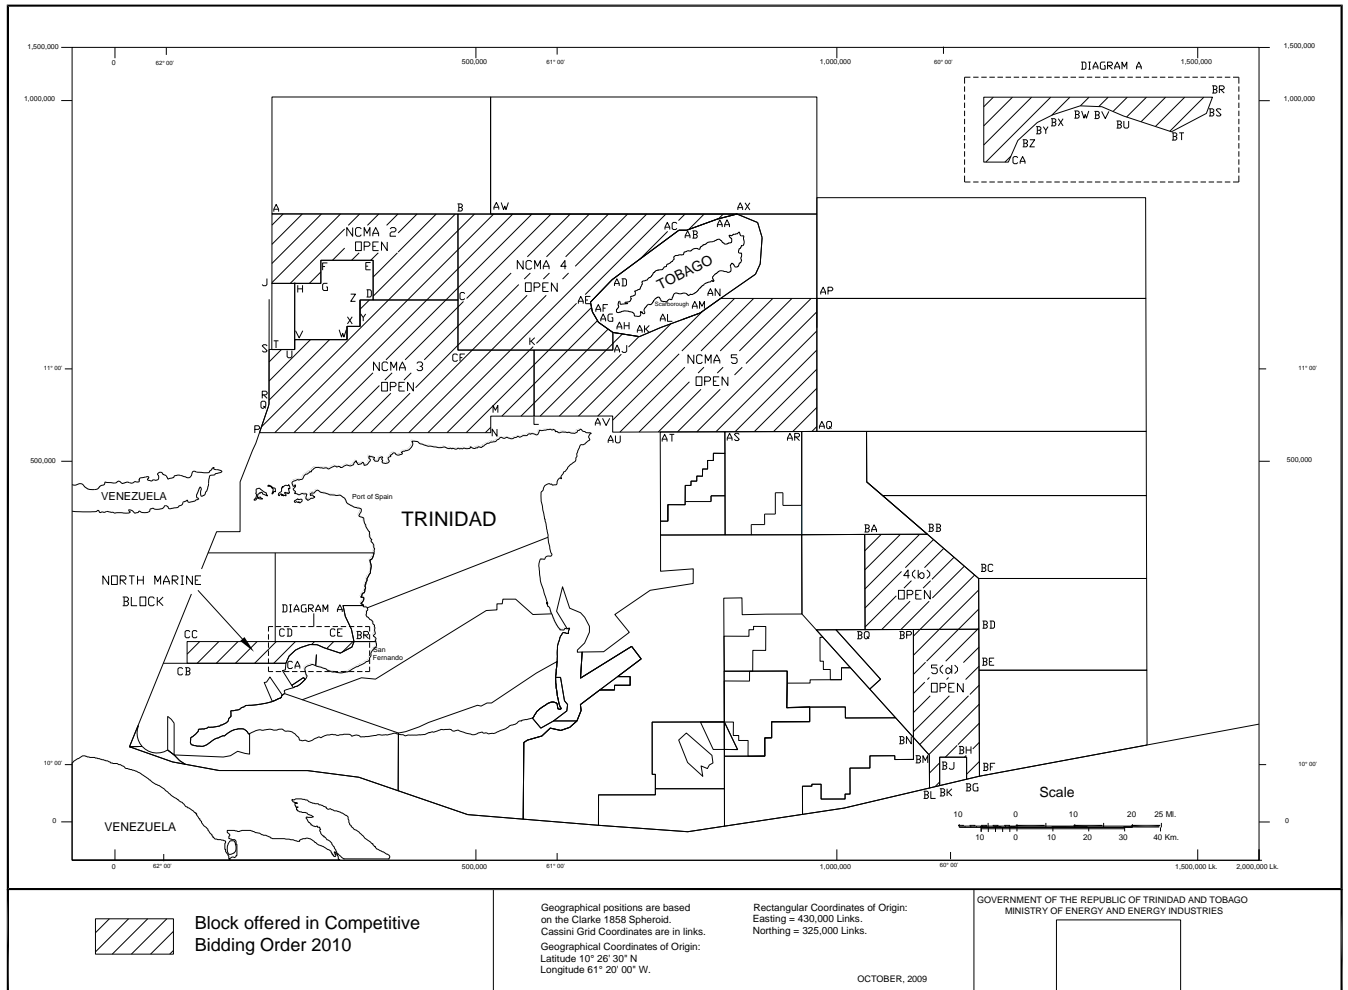 1,500,000
0
62° 00'
500,000
61° 00'
1,000,000
60° 00'
1,500,000
1,500,000
DIAGRAM A
1,000,000
1,000,000
BR
BS
BT
BU
BV
BW
BX
BY
BZ
CA
A
B
AW
AX
NCMA 2
OPEN
AC
AB
AA
NCMA 4
OPEN
TOBAGO
Scarborough
J
F
E
H
G
Z
D
C
AD
AE
AF
AG
AH
AK
AL
AM
AN
AP
X
Y
V
W
S
T
U
CF
K
AJ
11° 00'
11° 00'
NCMA 3
OPEN
NCMA 5
OPEN
R
Q
M
P
N
L
AV
AU
AT
AS
AR
AQ
500,000
500,000
VENEZUELA
Port of Spain
TRINIDAD
BA
BB
BC
4(b)
OPEN
NORTH MARINE
BLOCK
DIAGRAM A
CC
CD
CE
BR
San
Fernando
CB
CA
BQ
BP
BD
BE
5(d)
OPEN
BN
BM
BH
BJ
BF
BL
BK
BG
10° 00'
10° 00'
Scale
10
0
10
20
25 Ml.
10
0
10
20
30
40 Km.
0
0
VENEZUELA
0
62° 00'
500,000
61° 00'
1,000,000
60° 00'
1,500,000 Lk.
2,000,000 Lk.
Block offered in Competitive
Bidding Order 2010
Geographical positions are based
on the Clarke 1858 Spheroid.
Cassini Grid Coordinates are in links.
Geographical Coordinates of Origin:
Latitude 10° 26' 30" N
Longitude 61° 20' 00" W.
Rectangular Coordinates of Origin:
Easting = 430,000 Links.
Northing = 325,000 Links.
OCTOBER, 2009
GOVERNMENT OF THE REPUBLIC OF TRINIDAD AND TOBAGO
MINISTRY OF ENERGY AND ENERGY INDUSTRIES